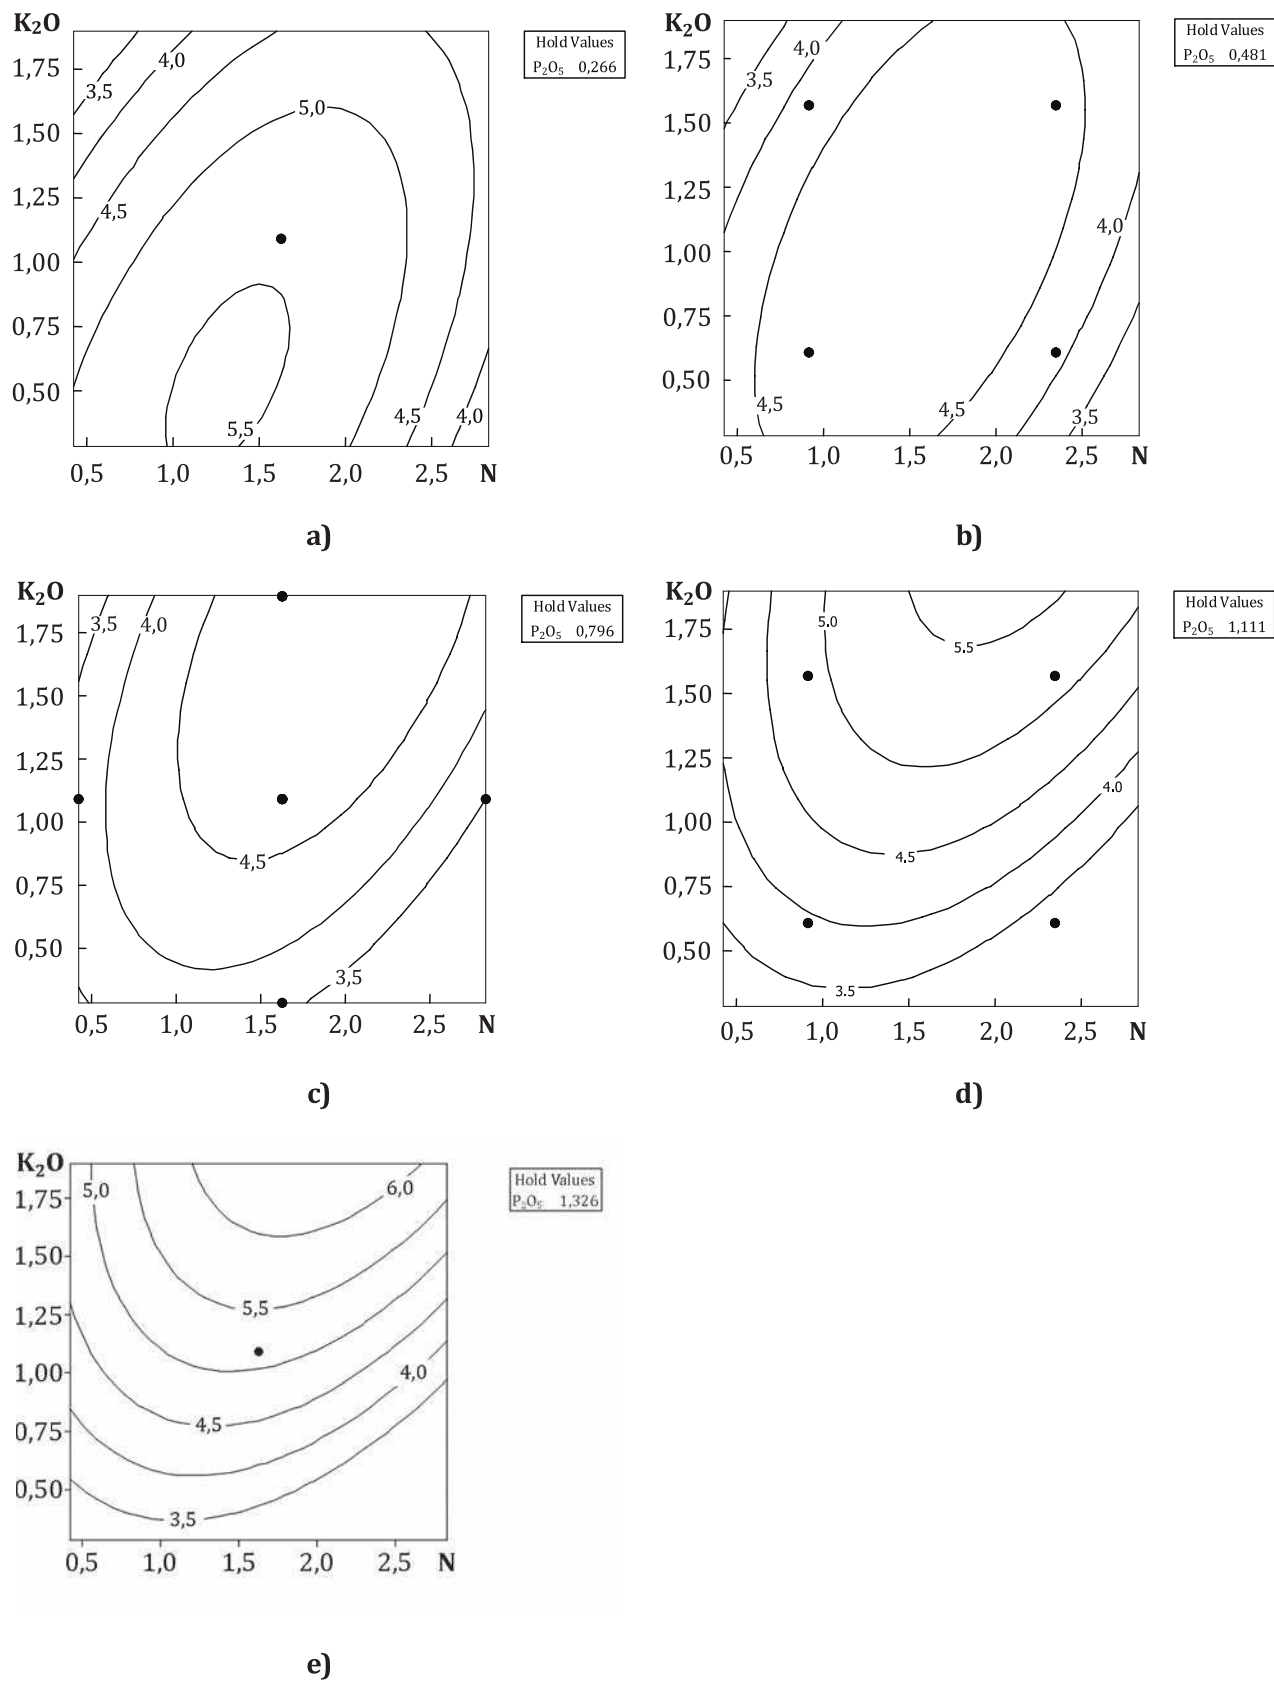 K₂O
1,75
1,50
1,25
1,00
0,75
0,50
3,5
4,0
4,5
5,0
5,5
4,5
4,0
0,5 1,0 1,5 2,0 2,5 N
Hold Values
P₂O₅ 0,266
a)
K₂O
1,75
1,50
1,25
1,00
0,75
0,50
4,0
3,5
4,0
4,5
4,5
3,5
0,5 1,0 1,5 2,0 2,5 N
Hold Values
P₂O₅ 0,481
b)
K₂O
1,75
1,50
1,25
1,00
0,75
0,50
3,5
4,0
4,5
3,5
0,5 1,0 1,5 2,0 2,5 N
Hold Values
P₂O₅ 0,796
c)
K₂O
1,75
1,50
1,25
1,00
0,75
0,50
5.0
5.5
4.0
4.5
3.5
0,5 1,0 1,5 2,0 2,5 N
Hold Values
P₂O₅ 1,111
d)
K₂O
1,75
1,50
1,25
1,00
0,75
0,50
5,0
6,0
5,5
4,0
4,5
3,5
0,5 1,0 1,5 2,0 2,5 N
Hold Values
P₂O₅ 1,326
e)